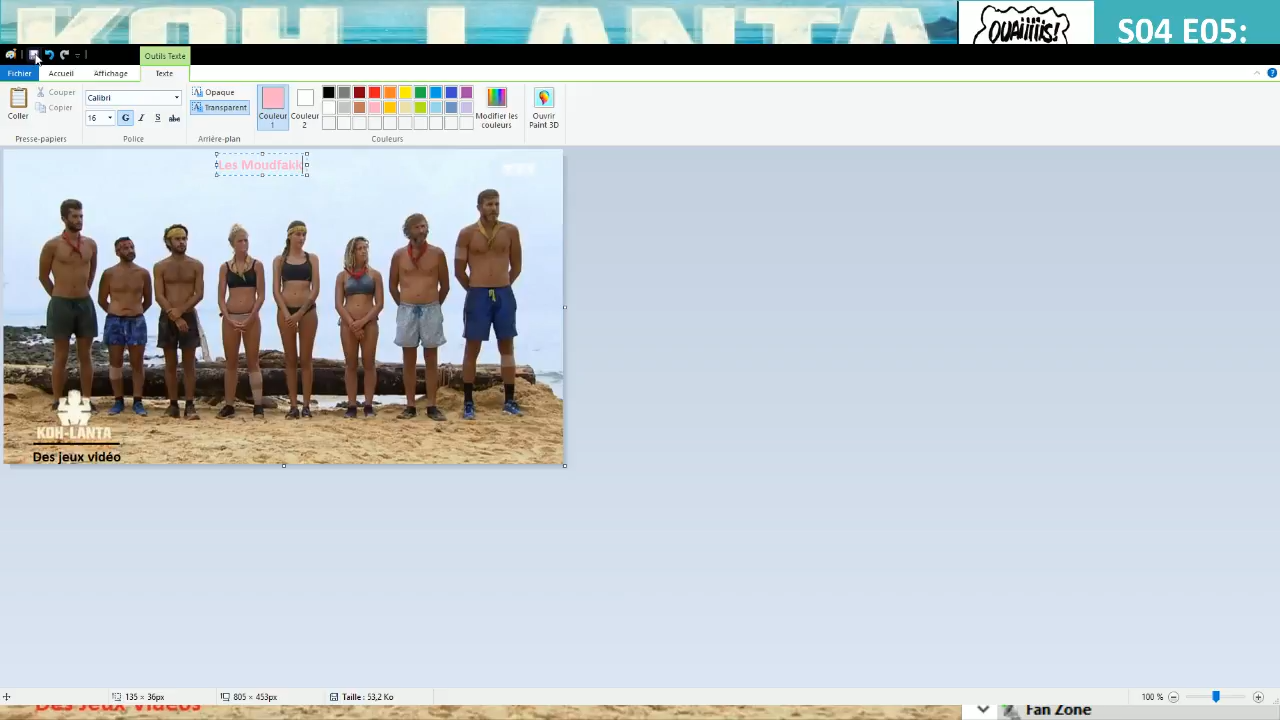 KOH-LANTA
OUAiiiiS!
S04 E05:
Outils Texte
Fichier
Accueil
Affichage
Texte
Coller
Couper
Copier
Presse-papiers
Calibri
16
G
I
S
abc
Police
Opaque
Transparent
Arrière-plan
Couleur
1
Couleur
2
Couleurs
Modifier les
couleurs
Ouvrir
Paint 3D
Les Moudfakk
KOH-LANTA
Des jeux vidéo
135 × 36px
805 × 453px
Taille : 53,2 Ko
100 %
Des Jeux Vidéos
Fan Zone